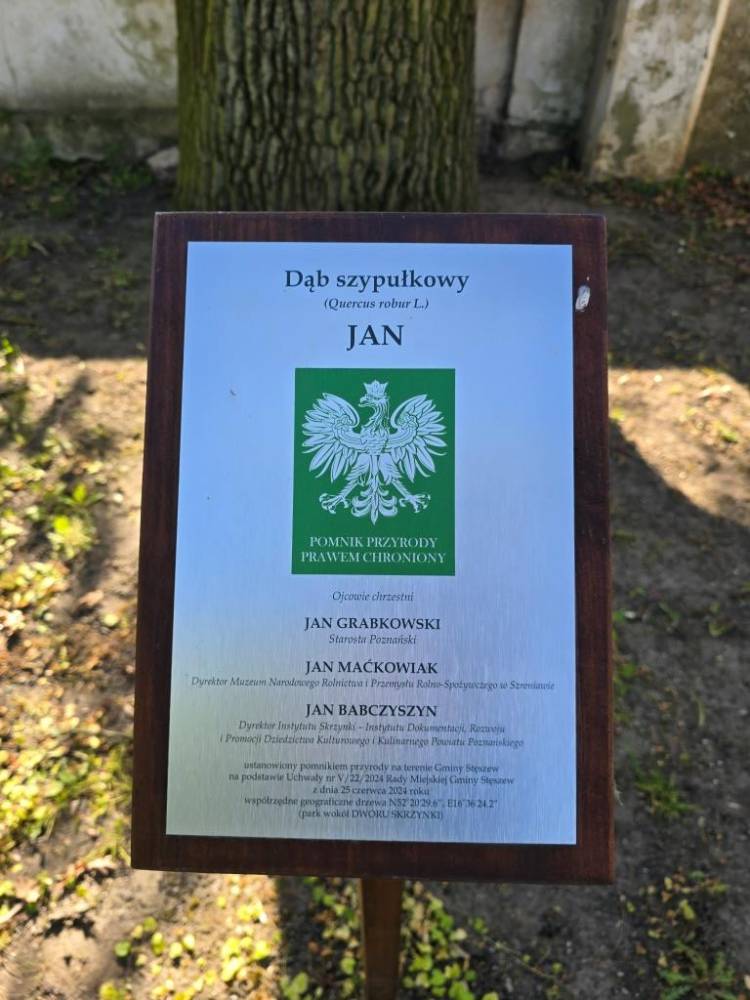 Dąb szypułkowy
(Quercus robur L.)
JAN
POMNIK PRZYRODY
PRAWEM CHRONIONY
Ojcowie chrzestni
JAN GRABKOWSKI
Starosta Poznański
JAN MAĆKOWIAK
Dyrektor Muzeum Narodowego Rolnictwa i Przemysłu Rolno-Spożywczego w Szreniawie
JAN BABCZYSZYN
Dyrektor Instytutu Skrzynki – Instytutu Dokumentacji, Rozwoju
i Promocji Dziedzictwa Kulturowego i Kulinarnego Powiatu Poznańskiego
ustanowiony pomnikiem przyrody na terenie Gminy Stęszew
na podstawie Uchwały nr V/22/2024 Rady Miejskiej Gminy Stęszew
z dnia 25 czerwca 2024 roku
współrzędne geograficzne drzewa N52°20'29.6", E16°36'24.2"
(park wokół DWORU SKRZYNKI)